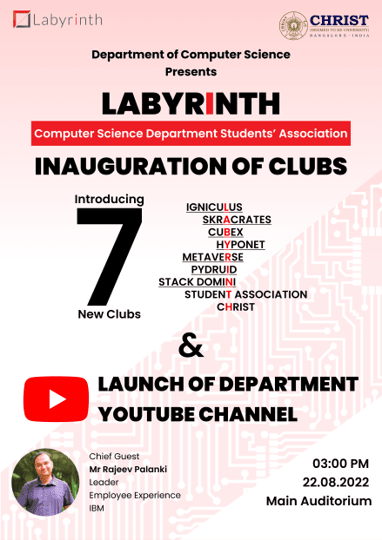 Labyrinth
CHRIST
(DEEMED TO BE UNIVERSITY)
BANGALORE · INDIA
Department of Computer Science
Presents
LABYRINTH
Computer Science Department Students' Association
INAUGURATION OF CLUBS
Introducing
7
New Clubs
IGNICULUS
SKRACRATES
CUBEX
HYPONET
METAVERSE
PYDRUID
STACK DOMINI
STUDENT ASSOCIATION
CHRIST
&
LAUNCH OF DEPARTMENT
YOUTUBE CHANNEL
Chief Guest
Mr Rajeev Palanki
Leader
Employee Experience
IBM
03:00 PM
22.08.2022
Main Auditorium